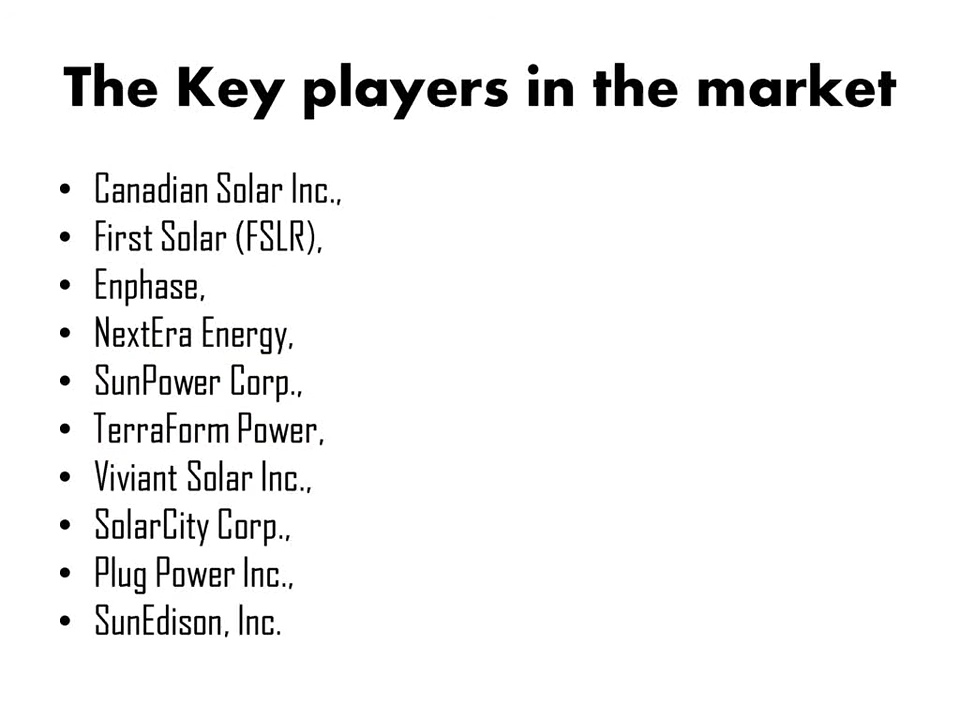 The Key players in the market
• Canadian Solar Inc.,
• First Solar (FSLR),
• Enphase,
• NextEra Energy,
• SunPower Corp.,
• TerraForm Power,
• Viviant Solar Inc.,
• SolarCity Corp.,
• Plug Power Inc.,
• SunEdison, Inc.